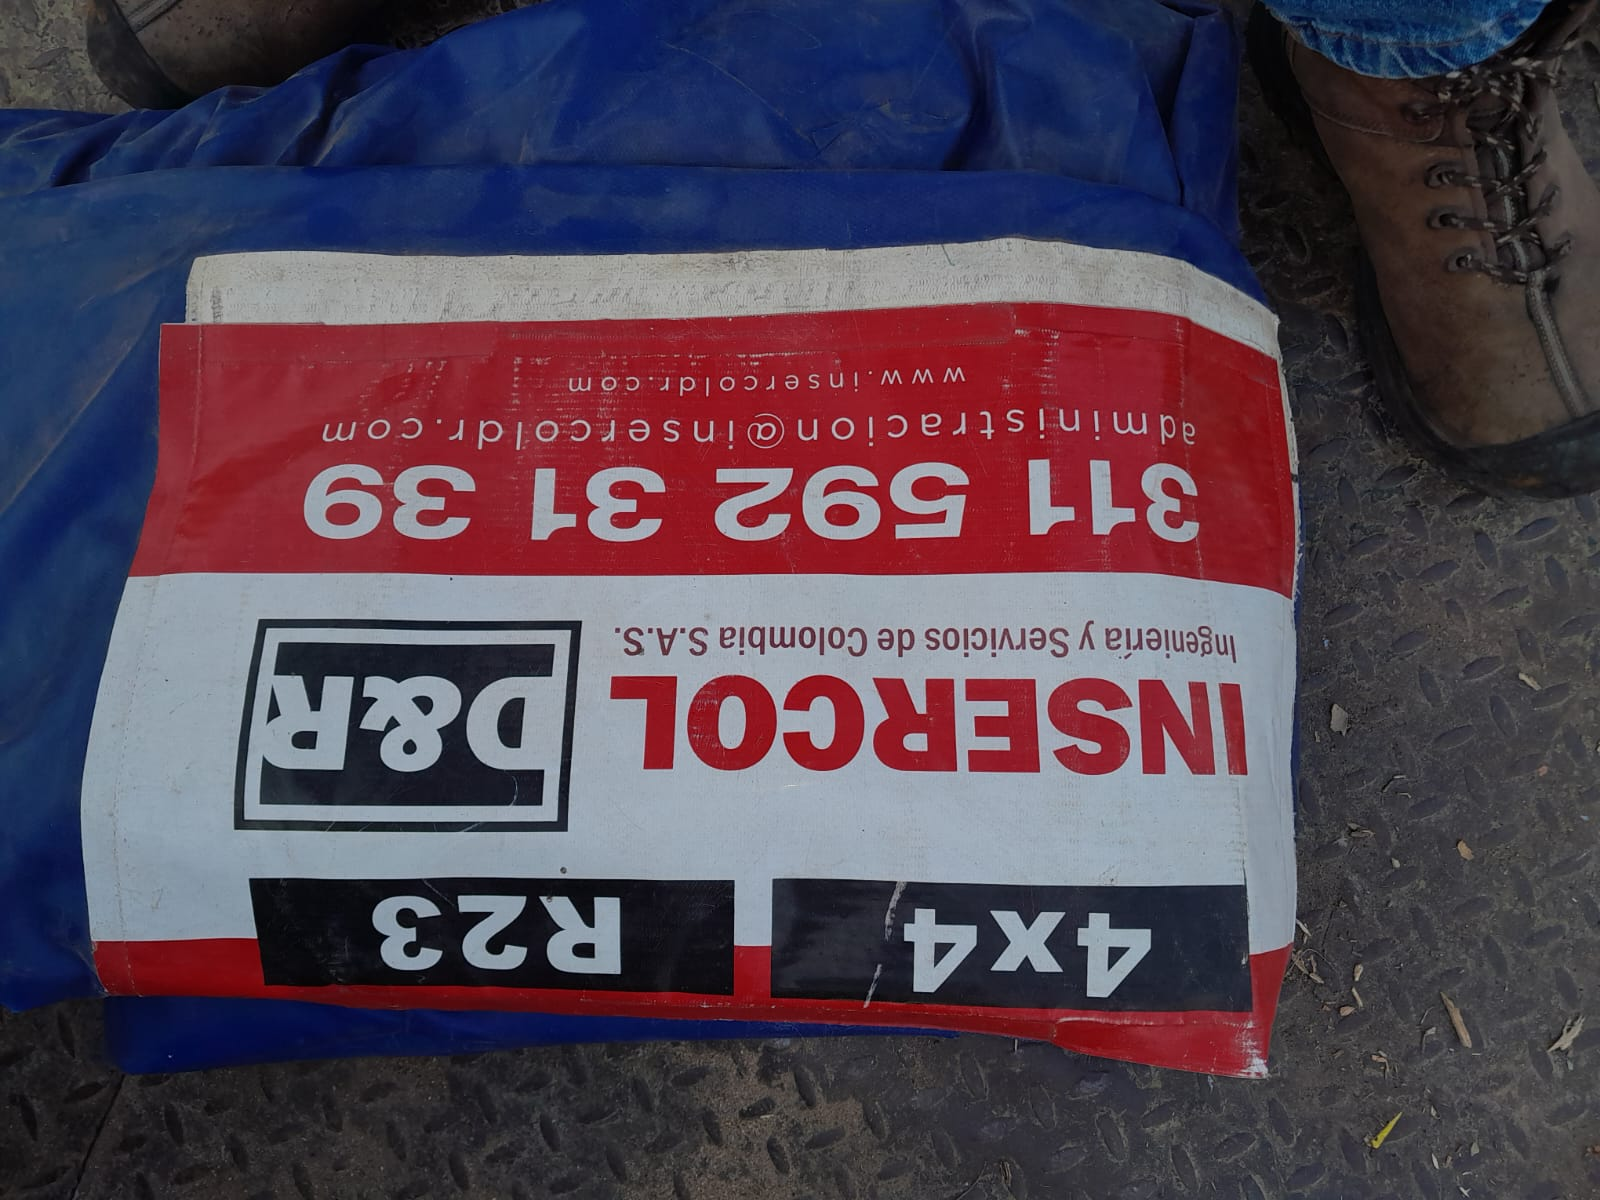 4x4 R23
INSERCOL D&R
Ingeniería y Servicios de Colombia S.A.S.
311 592 31 39
administracion@insercoldr.com
www.insercoldr.com